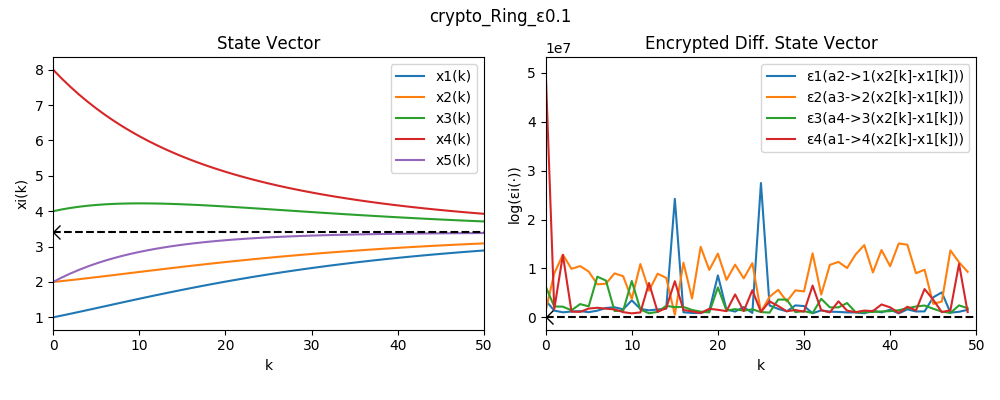 crypto_Ring_ε0.1
State Vector
xi(k)
8
7
6
5
4
3
2
1
0
10
20
30
40
50
k
x1(k)
x2(k)
x3(k)
x4(k)
x5(k)
Encrypted Diff. State Vector
1e7
log(εi(·))
5
4
3
2
1
0
0
10
20
30
40
50
k
ε1(a2->1(x2[k]-x1[k]))
ε2(a3->2(x2[k]-x1[k]))
ε3(a4->3(x2[k]-x1[k]))
ε4(a1->4(x2[k]-x1[k]))